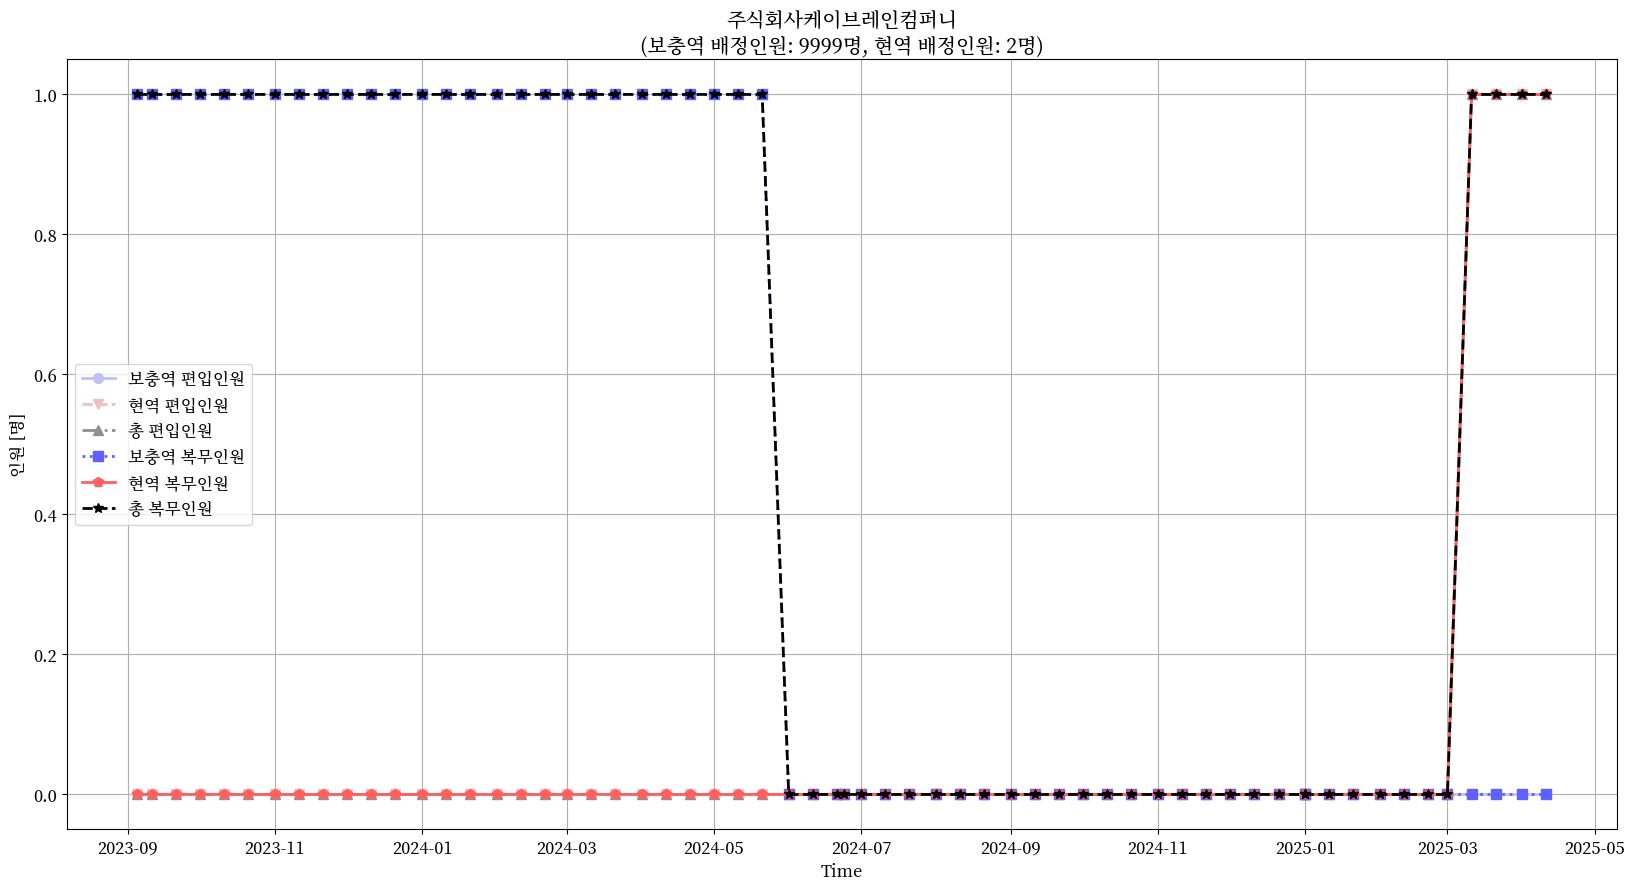 주식회사케이브레인컴퍼니
(보충역 배정인원: 9999명, 현역 배정인원: 2명)
인원 [명]
1.0
0.8
0.6
0.4
0.2
0.0
보충역 편입인원
현역 편입인원
총 편입인원
보충역 복무인원
현역 복무인원
총 복무인원
2023-09
2023-11
2024-01
2024-03
2024-05
2024-07
2024-09
2024-11
2025-01
2025-03
2025-05
Time